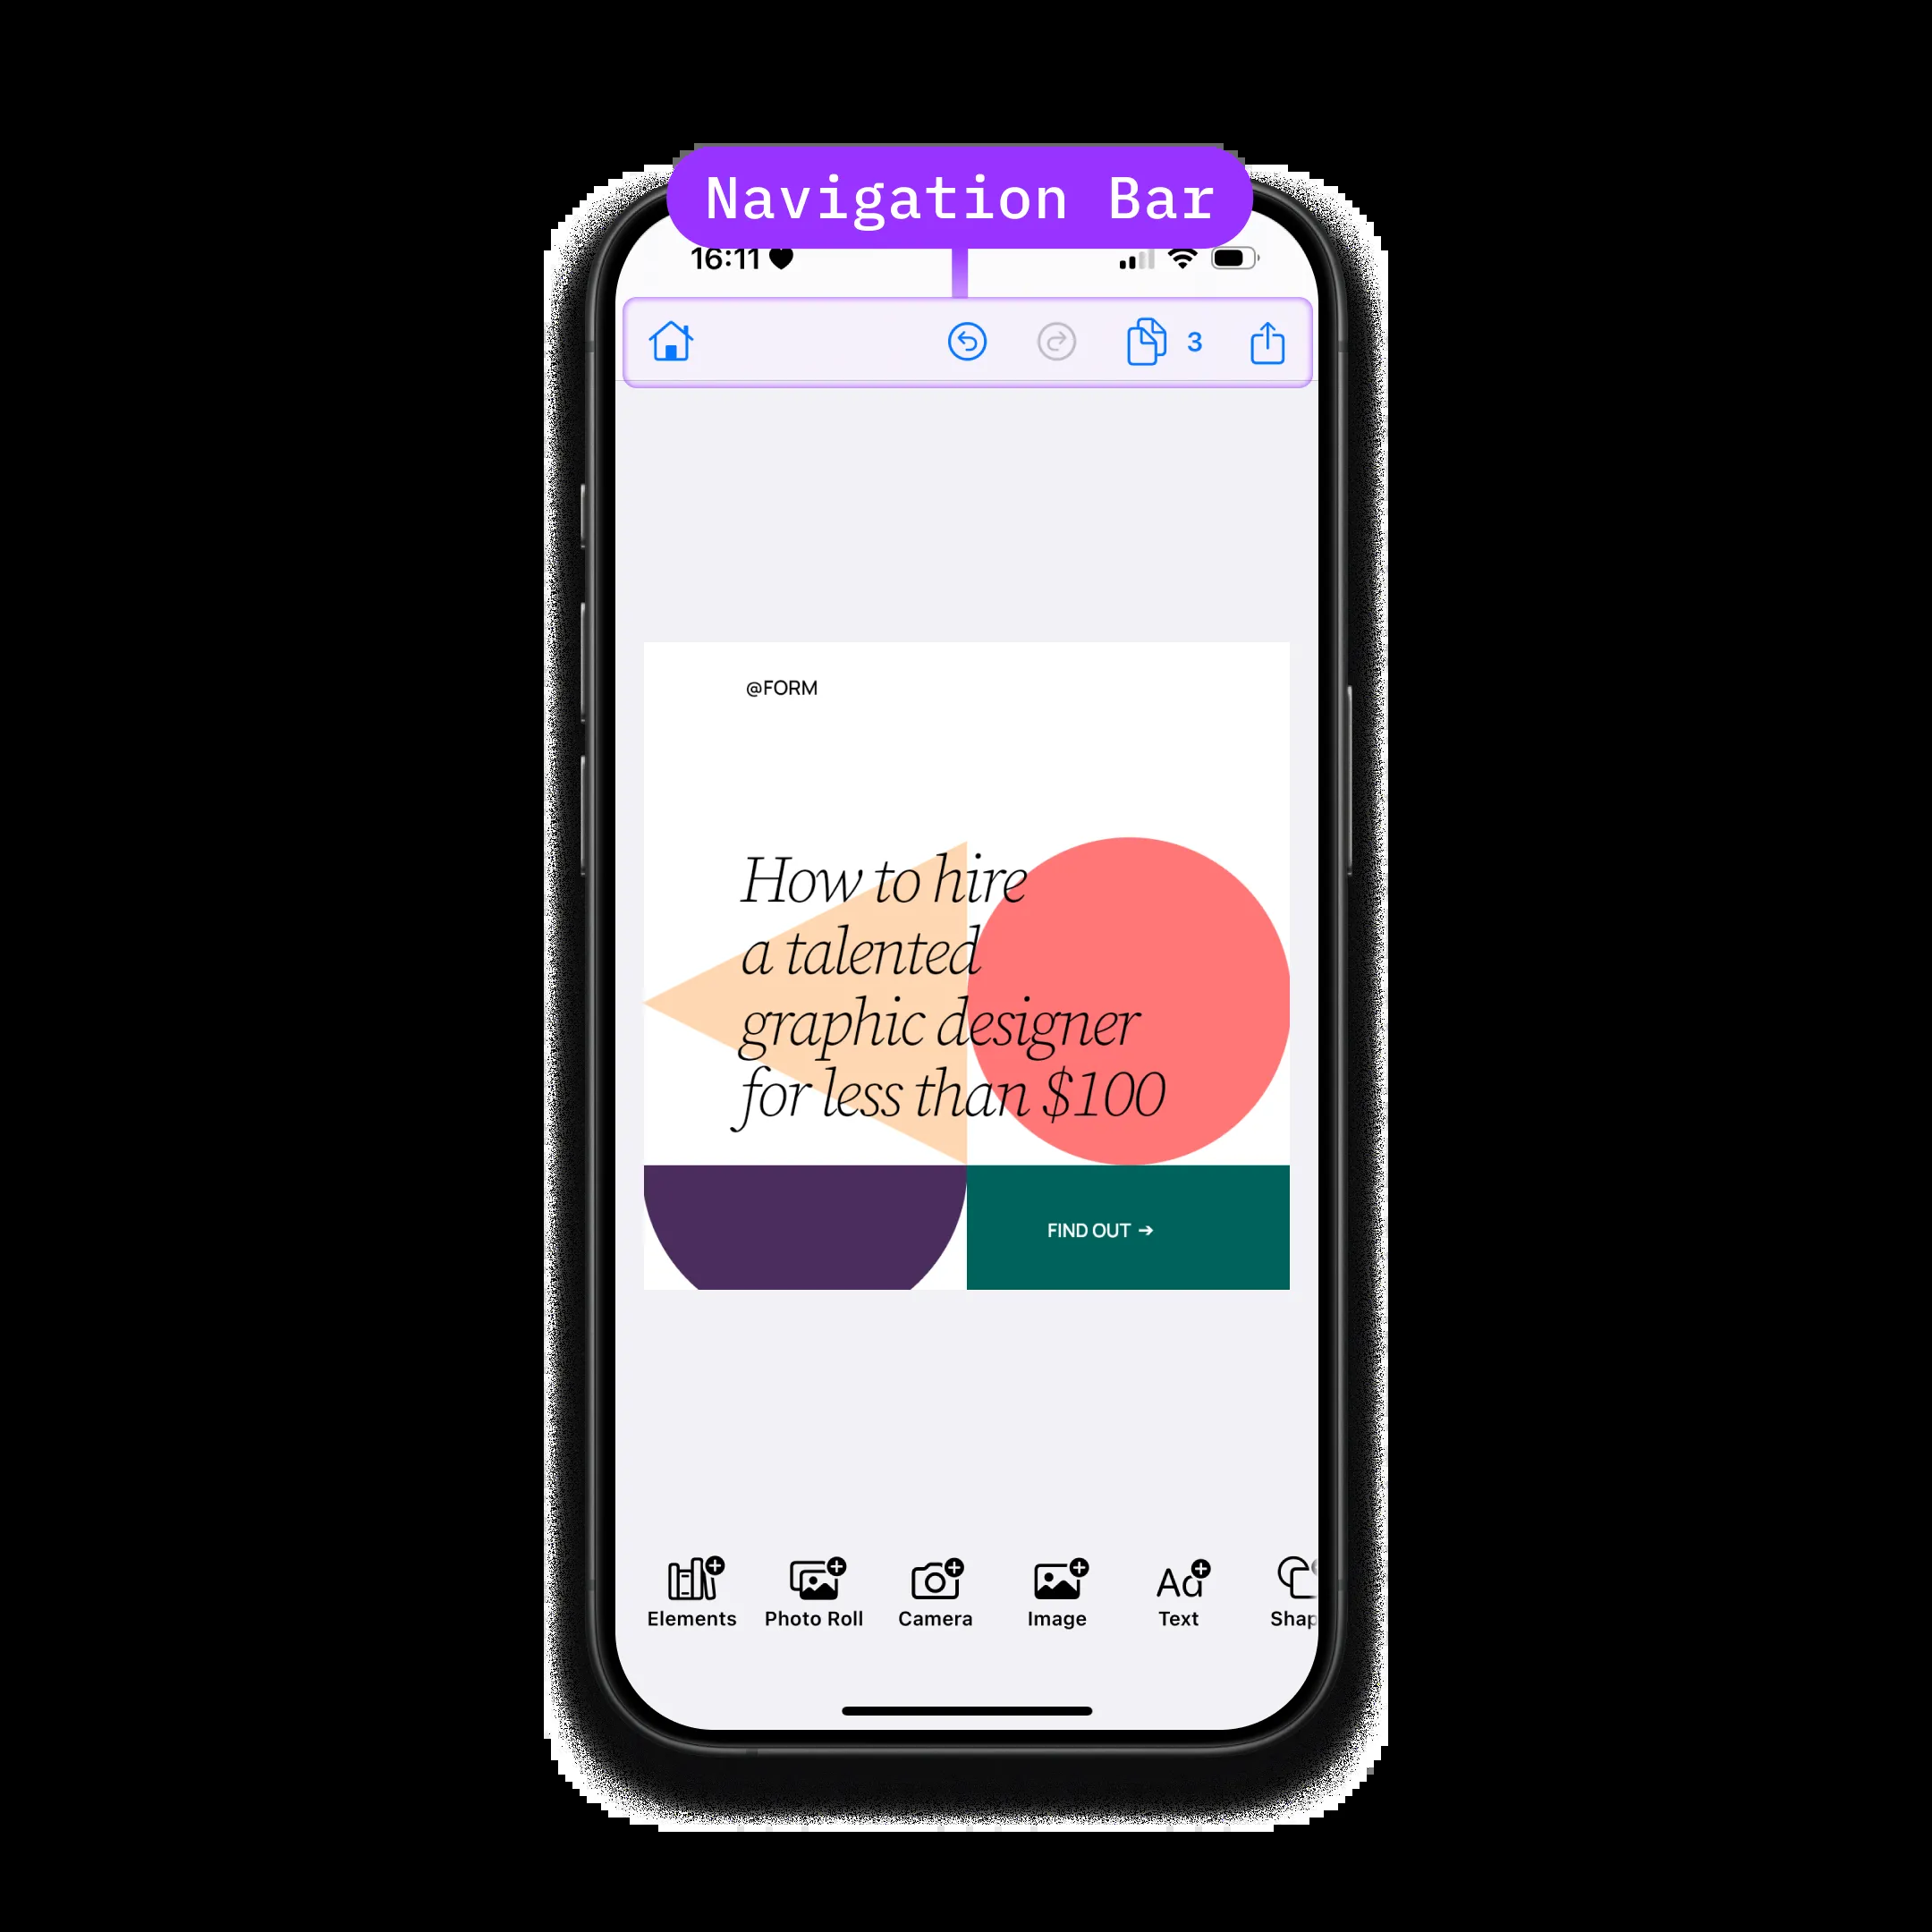 Navigation Bar
16:11
3
@FORM
How to hire
a talented
graphic designer
for less than $100
FIND OUT →
Elements Photo Roll Camera Image Text Shap